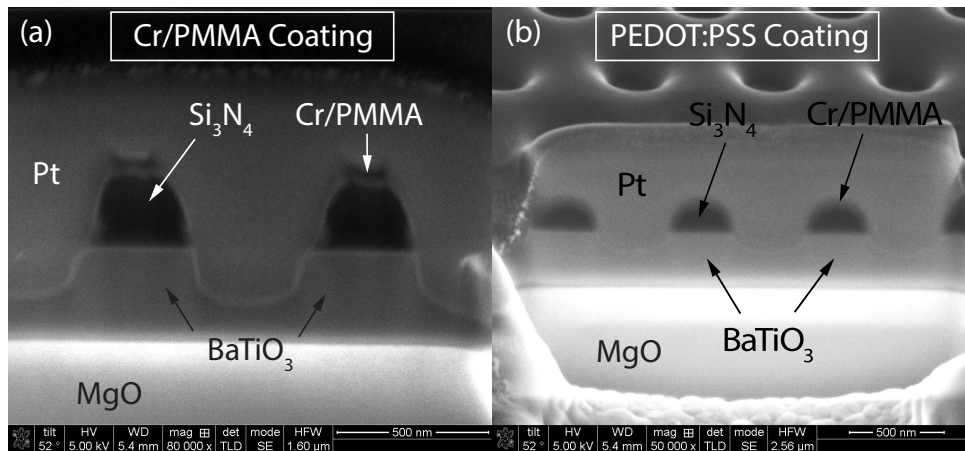 (a)
Cr/PMMA Coating
Si₃N₄
Cr/PMMA
Pt
BaTiO₃
MgO
tilt HV WD mag ⊞ det mode HFW
52 ° 5.00 kV 5.4 mm 80 000 x TLD SE 1.60 µm
500 nm
(b)
PEDOT:PSS Coating
Si₃N₄
Cr/PMMA
Pt
BaTiO₃
MgO
tilt HV WD mag ⊞ det mode HFW
52 ° 5.00 kV 5.4 mm 50 000 x TLD SE 2.56 µm
500 nm